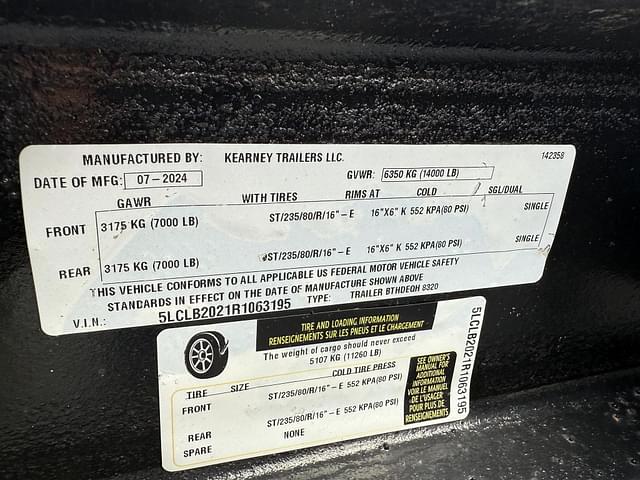 MANUFACTURED BY: KEARNEY TRAILERS LLC. 142358
DATE OF MFG: 07-2024 GVWR: 6350 KG (14000 LB)
GAWR WITH TIRES RIMS AT COLD SGL/DUAL
FRONT 3175 KG (7000 LB) ST/235/80/R/16" - E 16"X6" K 552 KPA(80 PSI) SINGLE
REAR 3175 KG (7000 LB) ST/235/80/R/16" - E 16"X6" K 552 KPA(80 PSI) SINGLE
THIS VEHICLE CONFORMS TO ALL APPLICABLE US FEDERAL MOTOR VEHICLE SAFETY
STANDARDS IN EFFECT ON THE DATE OF MANUFACTURE SHOWN ABOVE
V.I.N.: 5LCLB2021R1063195 TYPE: TRAILER BTHDEQH 8320
TIRE AND LOADING INFORMATION
RENSEIGNEMENTS SUR LES PNEUS ET LE CHARGEMENT
The weight of cargo should never exceed
5107 KG (11260 LB)
TIRE SIZE COLD TIRE PRESS
FRONT ST/235/80/R/16" - E 552 KPA(80 PSI)
REAR ST/235/80/R/16" - E 552 KPA(80 PSI)
SPARE NONE
SEE OWNER'S
MANUAL FOR
ADDITIONAL
INFORMATION
VOIR LE MANUEL
DE L'USAGER
POUR PLUS DE
RENSEIGNEMENTS
5LCLB2021R1063195